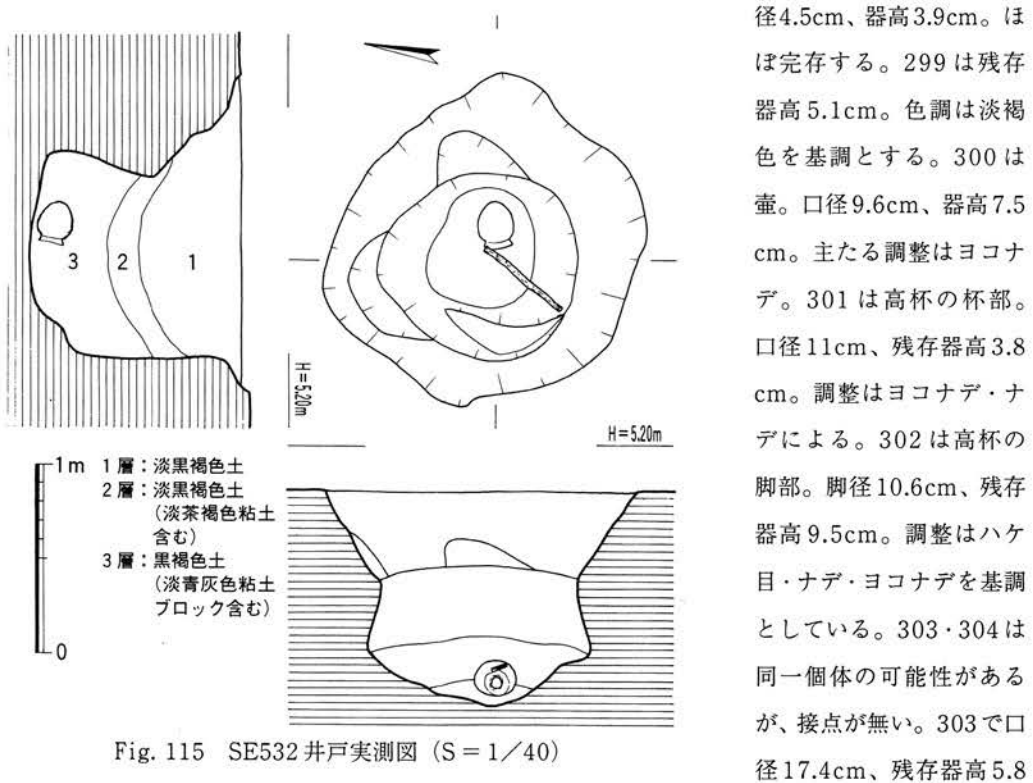 3
2
1
H=5.20m
H=5.20m
1m
0
1層：淡黒褐色土
2層：淡黒褐色土
（淡茶褐色粘土
含む）
3層：黒褐色土
（淡青灰色粘土
ブロック含む）
Fig. 115 SE532井戸実測図（S＝1／40）
径4.5cm、器高3.9cm。ほ
ぼ完存する。299は残存
器高5.1cm。色調は淡褐
色を基調とする。300は
壷。口径9.6cm、器高7.5
cm。主たる調整はヨコナ
デ。301は高杯の杯部。
口径11cm、残存器高3.8
cm。調整はヨコナデ・ナ
デによる。302は高杯の
脚部。脚径10.6cm、残存
器高9.5cm。調整はハケ
目・ナデ・ヨコナデを基調
としている。303・304は
同一個体の可能性がある
が、接点が無い。303で口
径17.4cm、残存器高5.8